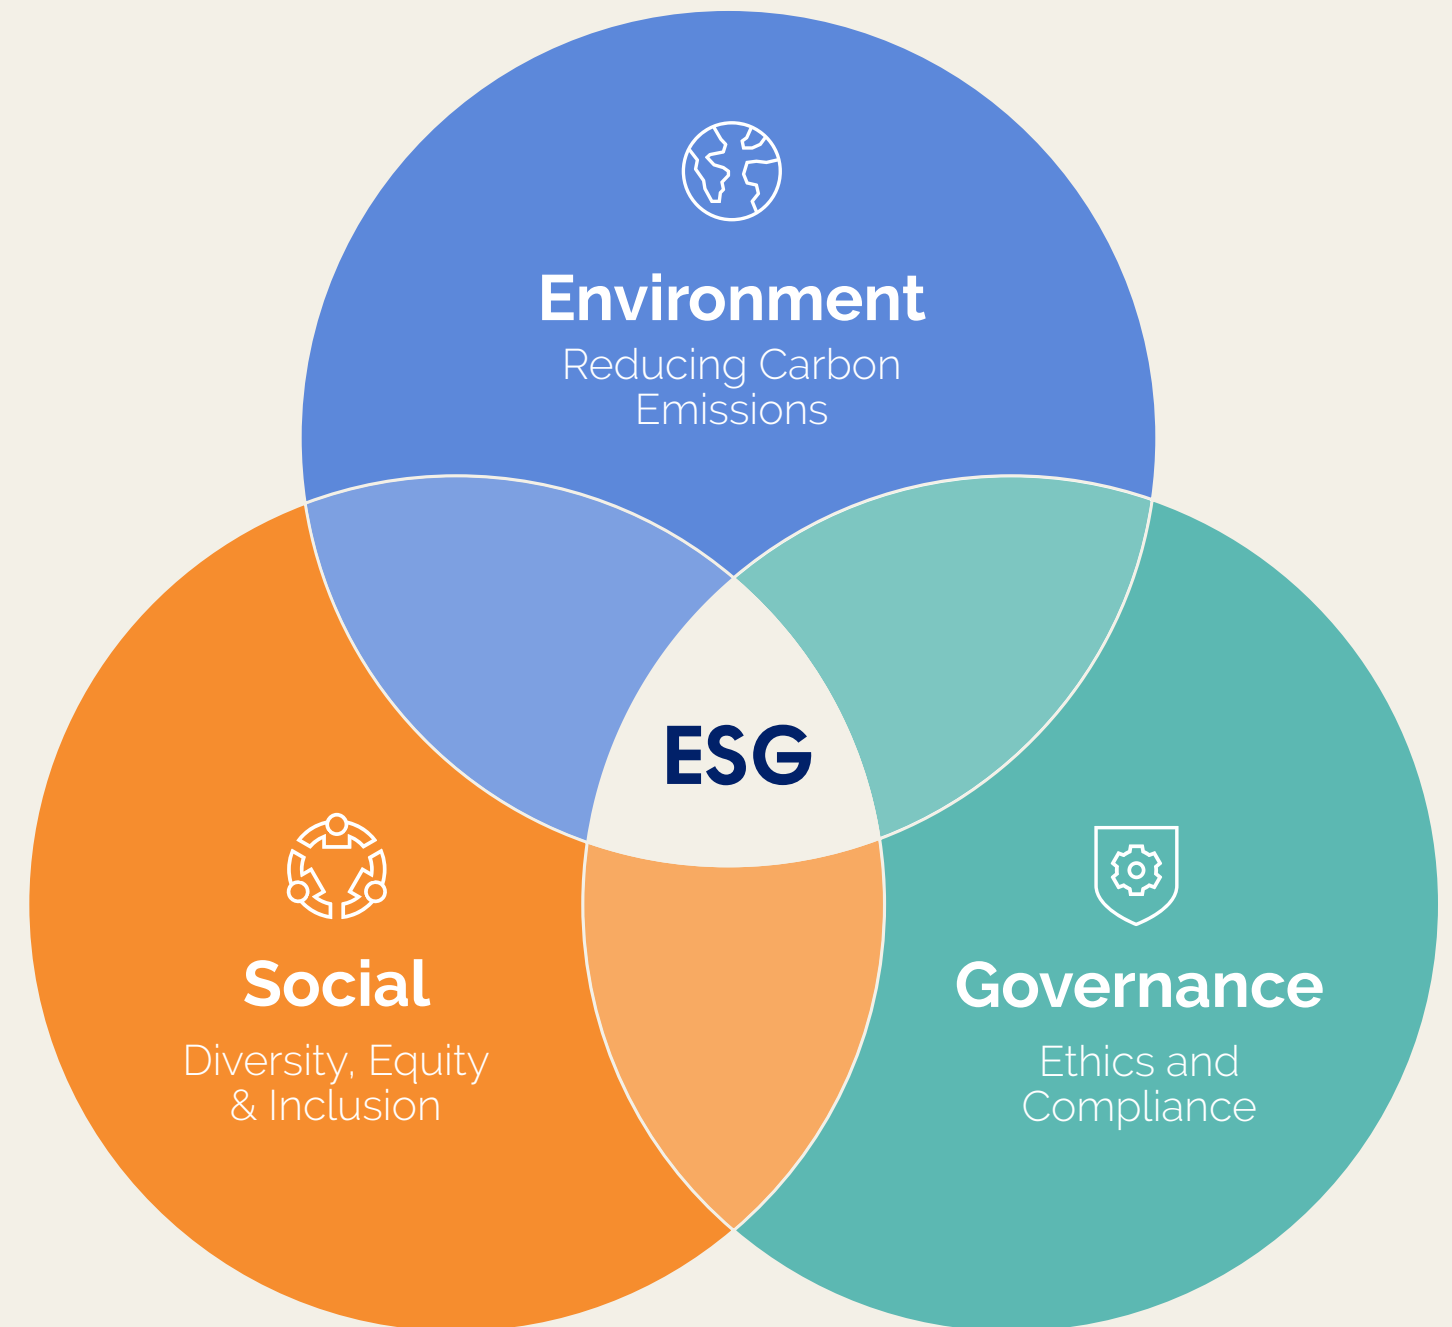 Environment
Reducing Carbon
Emissions
ESG
Social
Diversity, Equity
& Inclusion
Governance
Ethics and
Compliance